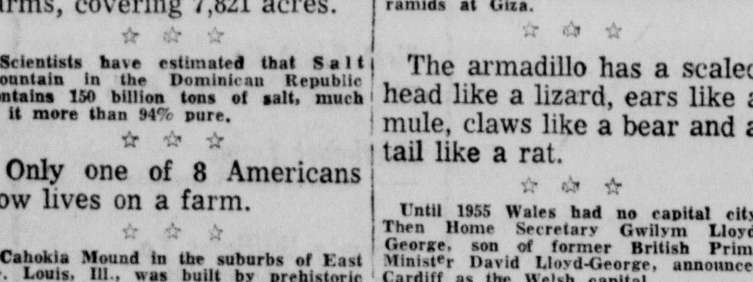 rms, covering 7,821 acres.
Scientists have estimated that Salt
ountain in the Dominican Republic
ntains 150 billion tons of salt, much
it more than 94% pure.
Only one of 8 Americans
ow lives on a farm.
Cahokia Mound in the suburbs of East
. Louis, Ill., was built by prehistoric
ramids at Giza.
The armadillo has a scaled
head like a lizard, ears like a
mule, claws like a bear and a
tail like a rat.
Until 1955 Wales had no capital city
Then Home Secretary Gwilym Lloyd
George, son of former British Prim
Minister David Lloyd-George, announce
Cardiff as the Welsh capital